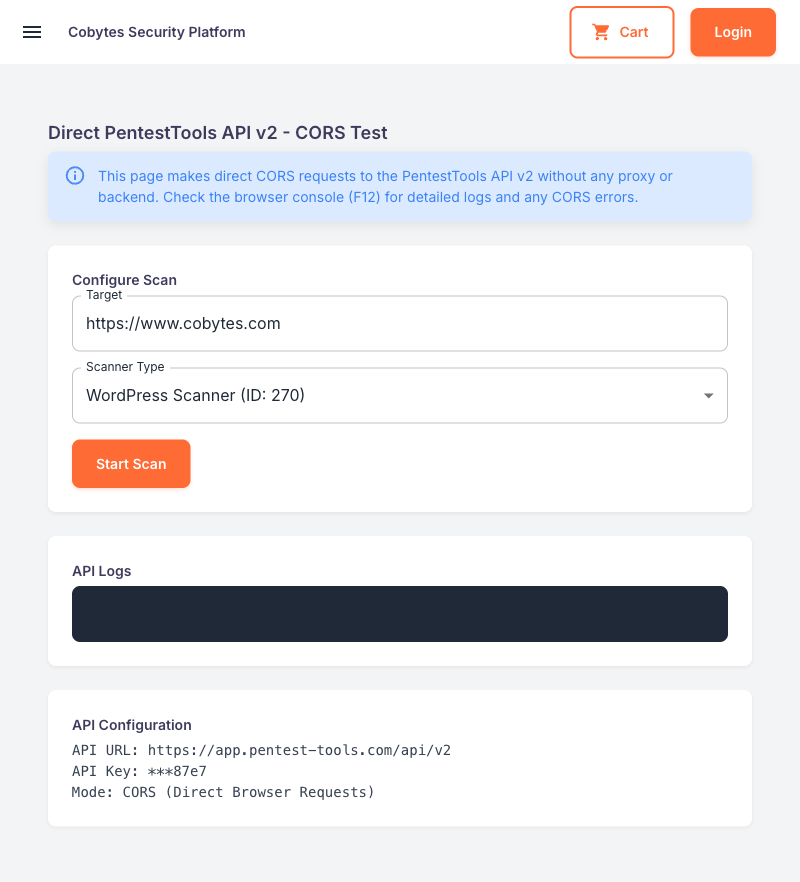 Cobytes Security Platform
Cart
Login
Direct PentestTools API v2 - CORS Test
This page makes direct CORS requests to the PentestTools API v2 without any proxy or
backend. Check the browser console (F12) for detailed logs and any CORS errors.
Configure Scan
Target
https://www.cobytes.com
Scanner Type
WordPress Scanner (ID: 270)
Start Scan
API Logs
API Configuration
API URL: https://app.pentest-tools.com/api/v2
API Key: ***87e7
Mode: CORS (Direct Browser Requests)